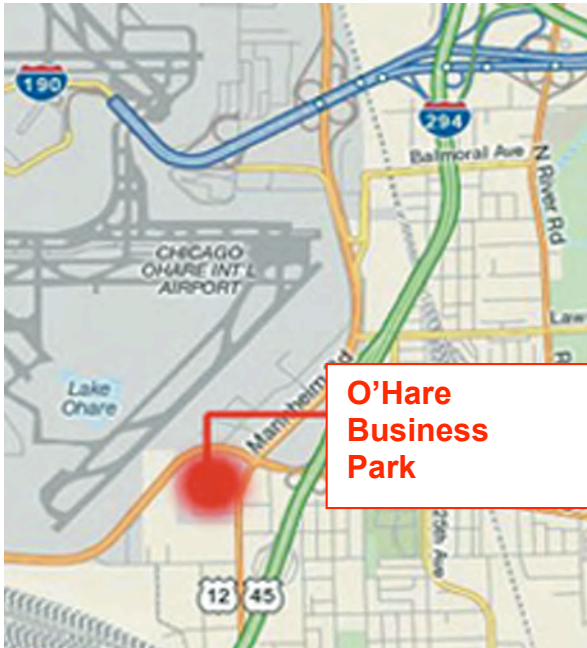 190
294
Balmoral Ave
N River Rd
CHICAGO
OHARE INT'L
AIRPORT
Law
Lake
Ohare
Mannheim Rd
R
O'Hare
Business
Park
25th Ave
12
45